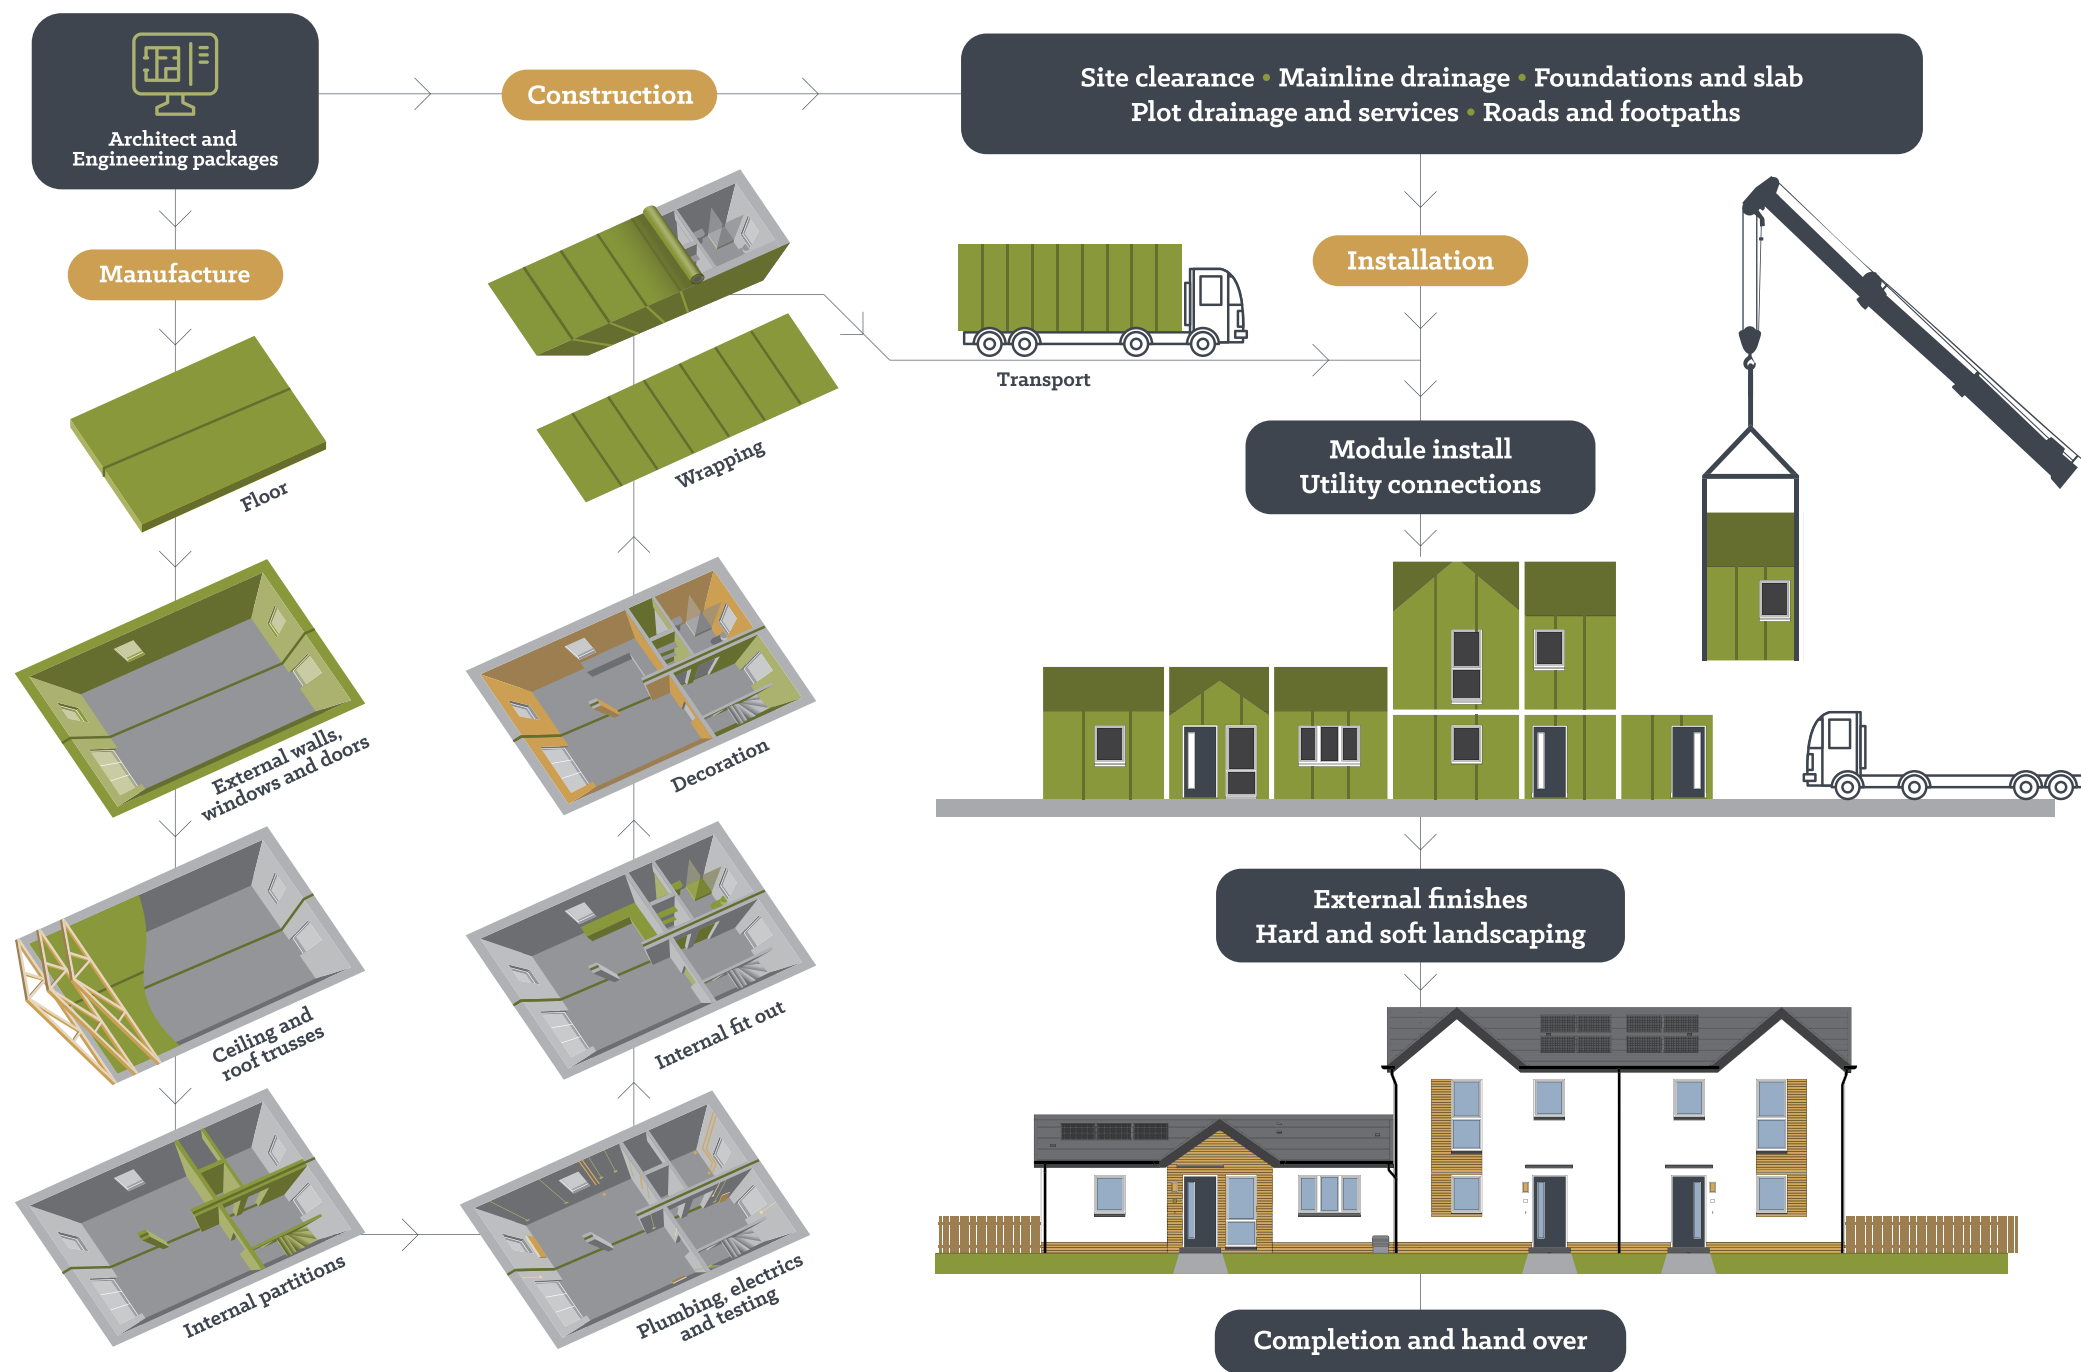 Architect and
Engineering packages
Construction
Site clearance • Mainline drainage • Foundations and slab
Plot drainage and services • Roads and footpaths
Manufacture
Floor
External walls,
windows and doors
Ceiling and
roof trusses
Internal partitions
Plumbing, electrics
and testing
Internal fit out
Decoration
Wrapping
Transport
Installation
Module install
Utility connections
External finishes
Hard and soft landscaping
Completion and hand over